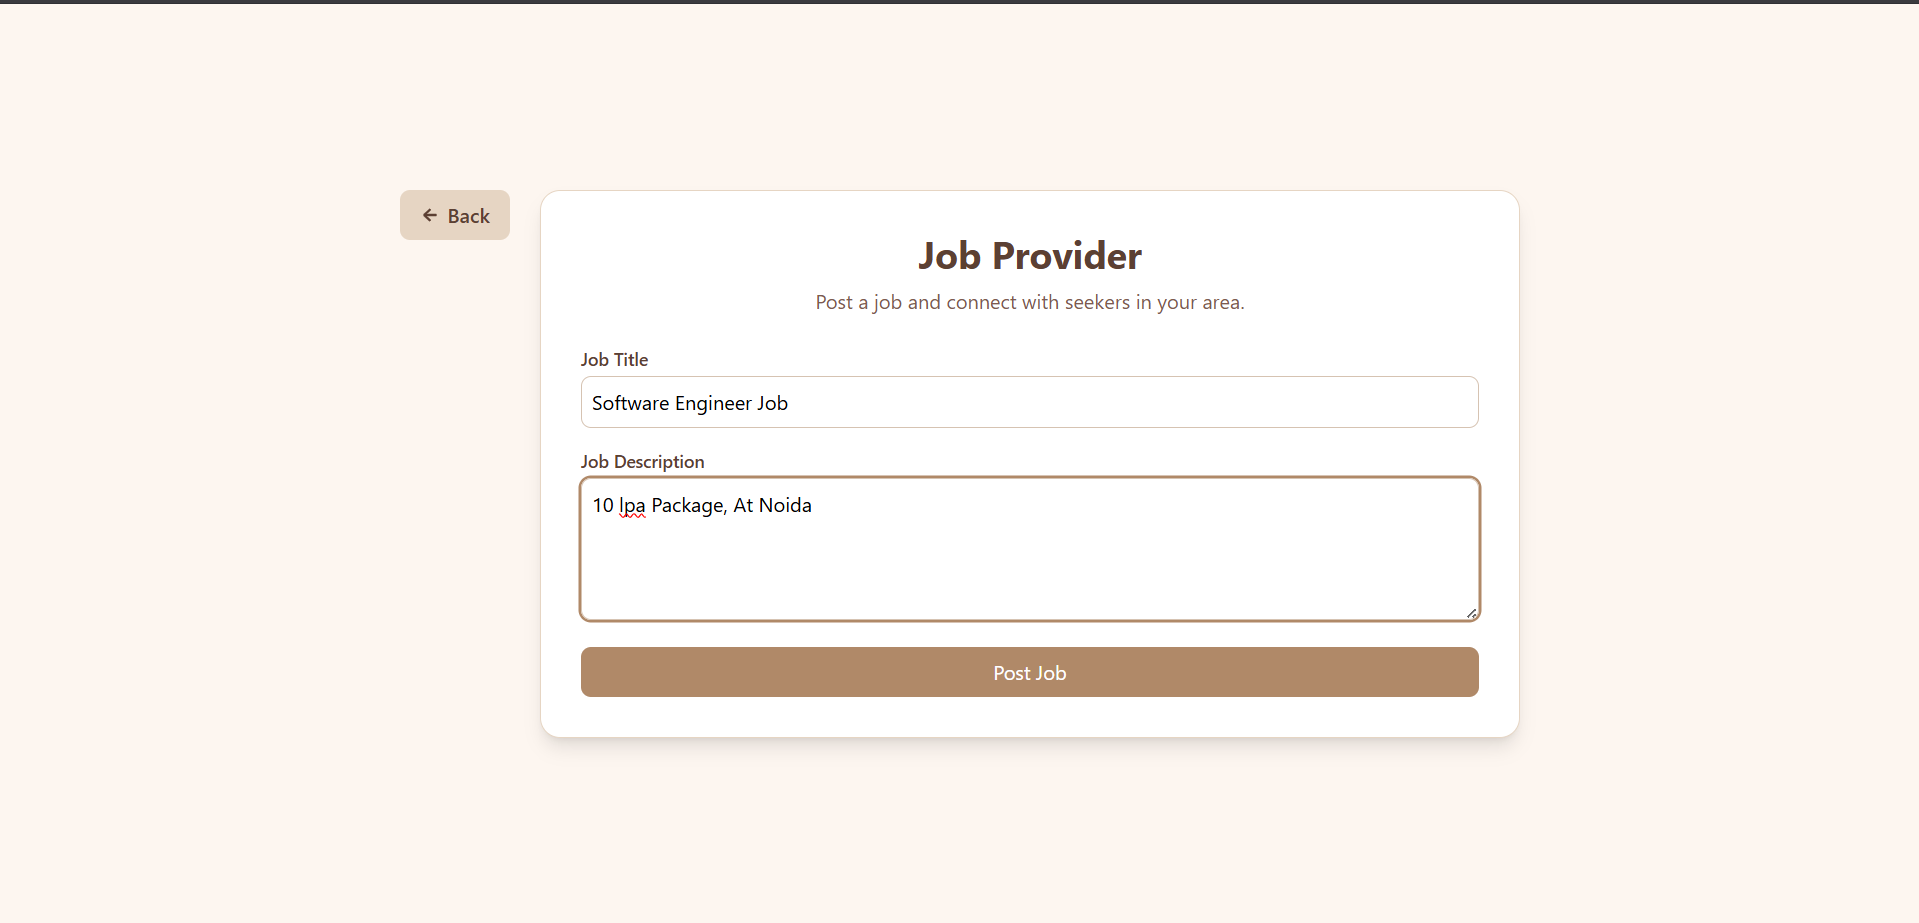 Back
Job Provider
Post a job and connect with seekers in your area.
Job Title
Software Engineer Job
Job Description
10 lpa Package, At Noida
Post Job